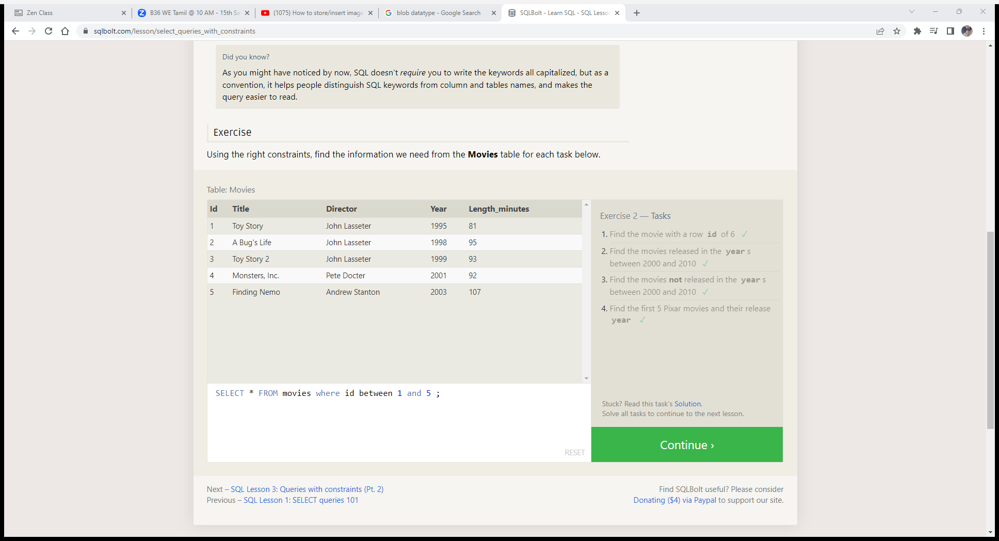 Zen Class
B36 WE Tamil @ 10 AM - 15th Sa
(1075) How to store/insert image
blob datatype - Google Search
SQLBolt - Learn SQL - SQL Lesso
sqlbolt.com/lesson/select_queries_with_constraints
Did you know?
As you might have noticed by now, SQL doesn't require you to write the keywords all capitalized, but as a
convention, it helps people distinguish SQL keywords from column and tables names, and makes the
query easier to read.
Exercise
Using the right constraints, find the information we need from the Movies table for each task below.
Table: Movies
Id Title Director Year Length_minutes
1 Toy Story John Lasseter 1995 81
2 A Bug's Life John Lasseter 1998 95
3 Toy Story 2 John Lasseter 1999 93
4 Monsters, Inc. Pete Docter 2001 92
5 Finding Nemo Andrew Stanton 2003 107
SELECT * FROM movies where id between 1 and 5 ;
RESET
Exercise 2 — Tasks
1. Find the movie with a row id of 6 ✓
2. Find the movies released in the year s
between 2000 and 2010 ✓
3. Find the movies not released in the year s
between 2000 and 2010 ✓
4. Find the first 5 Pixar movies and their release
year ✓
Stuck? Read this task's Solution.
Solve all tasks to continue to the next lesson.
Continue ›
Next – SQL Lesson 3: Queries with constraints (Pt. 2)
Previous – SQL Lesson 1: SELECT queries 101
Find SQLBolt useful? Please consider
Donating ($4) via Paypal to support our site.